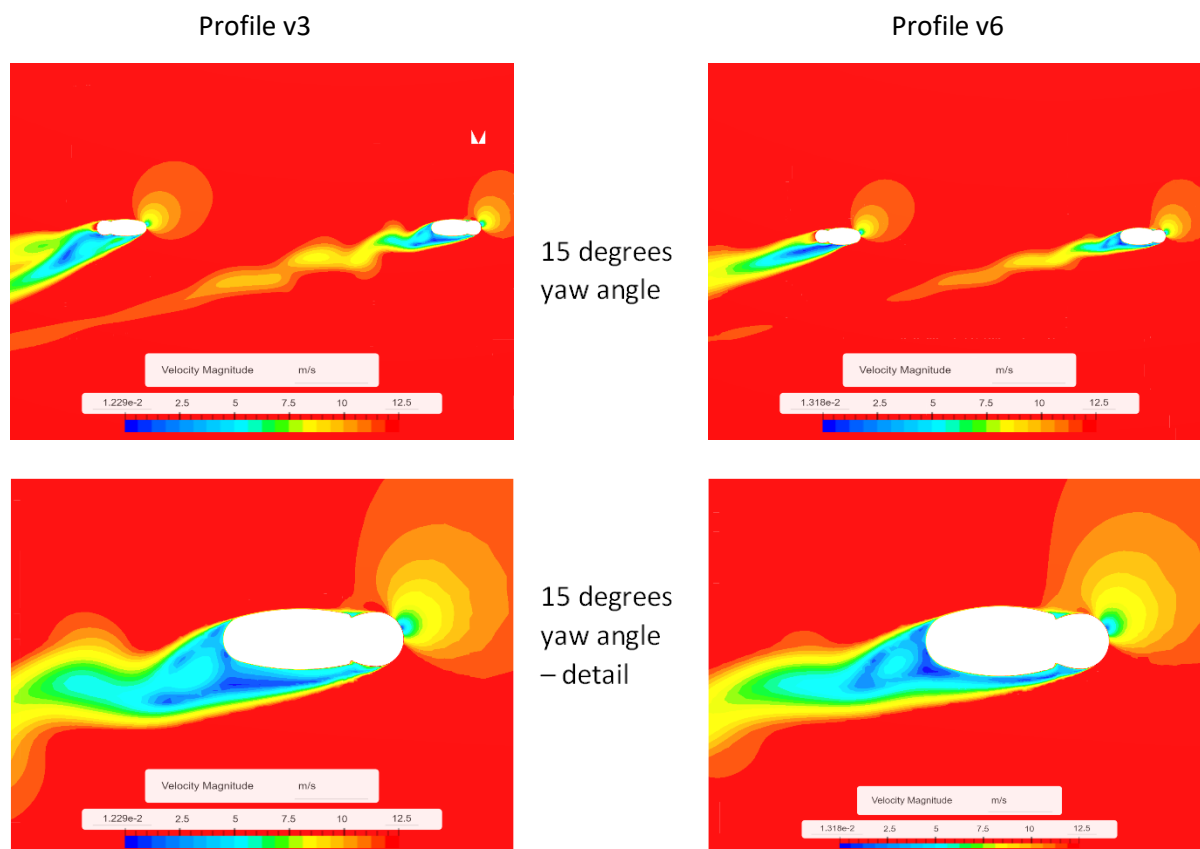 Profile v3
Profile v6
15 degrees
yaw angle
Velocity Magnitude m/s
1.229e-2 2.5 5 7.5 10 12.5
Velocity Magnitude m/s
1.318e-2 2.5 5 7.5 10 12.5
15 degrees
yaw angle
– detail
Velocity Magnitude m/s
1.229e-2 2.5 5 7.5 10 12.5
Velocity Magnitude m/s
1.318e-2 2.5 5 7.5 10 12.5